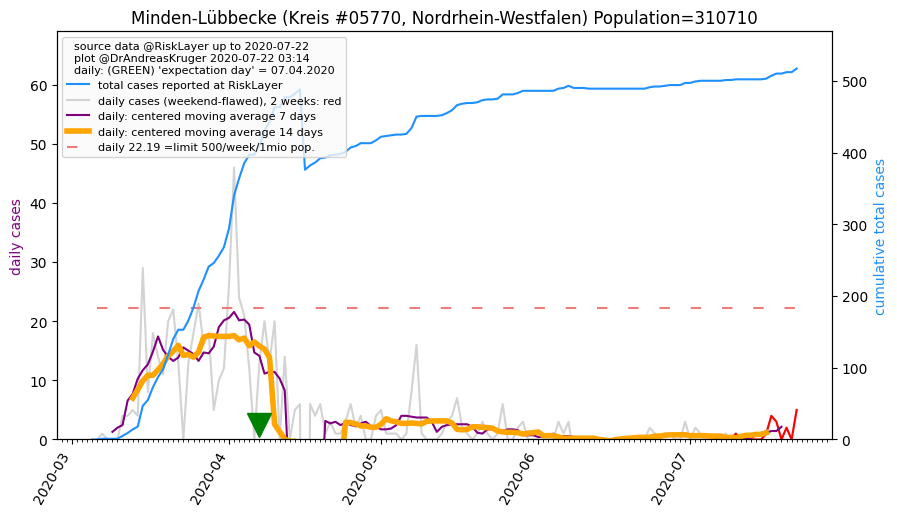 Minden-Lübbecke (Kreis #05770, Nordrhein-Westfalen) Population=310710
source data @RiskLayer up to 2020-07-22
plot @DrAndreasKruger 2020-07-22 03:14
daily: (GREEN) 'expectation day' = 07.04.2020
total cases reported at RiskLayer
daily cases (weekend-flawed), 2 weeks: red
daily: centered moving average 7 days
daily: centered moving average 14 days
daily 22.19 =limit 500/week/1mio pop.
daily cases
60
50
40
30
20
10
0
cumulative total cases
500
400
300
200
100
0
2020-03
2020-04
2020-05
2020-06
2020-07